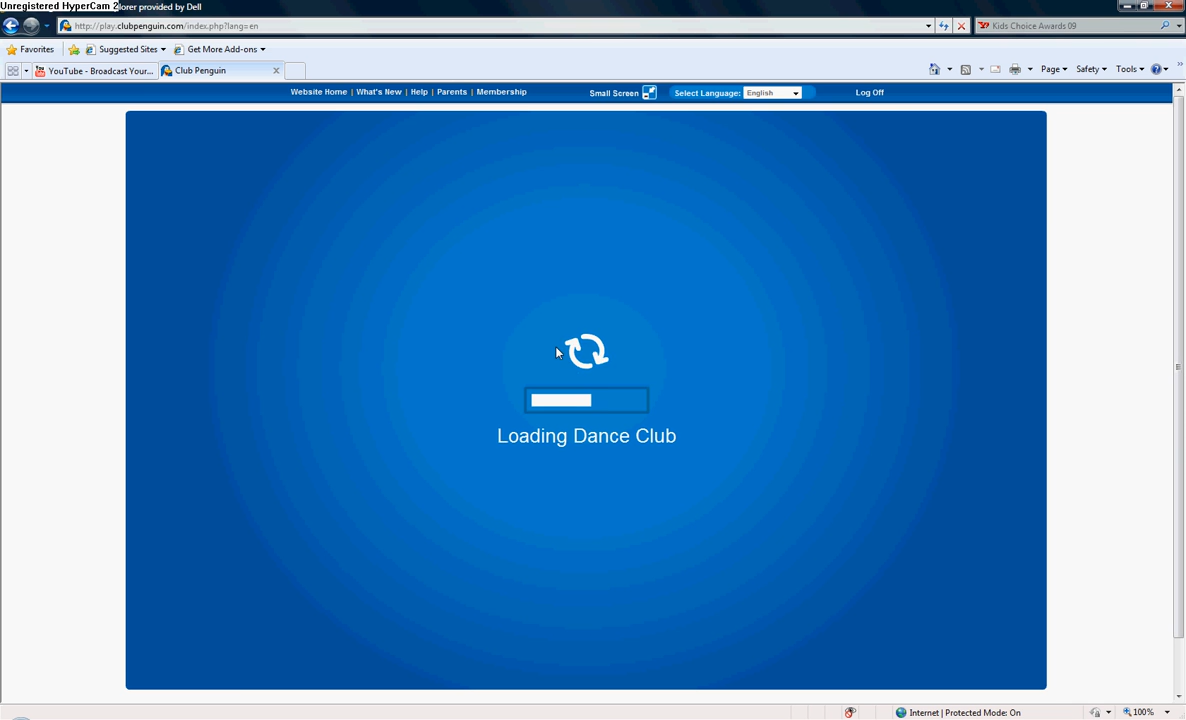 Unregistered HyperCam 2
lorer provided by Dell
http://play.clubpenguin.com/index.php?lang=en
Kids Choice Awards 09
Favorites
Suggested Sites
Get More Add-ons
YouTube - Broadcast Your...
Club Penguin
Page
Safety
Tools
Website Home | What's New | Help | Parents | Membership
Small Screen
Select Language: English
Log Off
Loading Dance Club
Internet | Protected Mode: On
100%